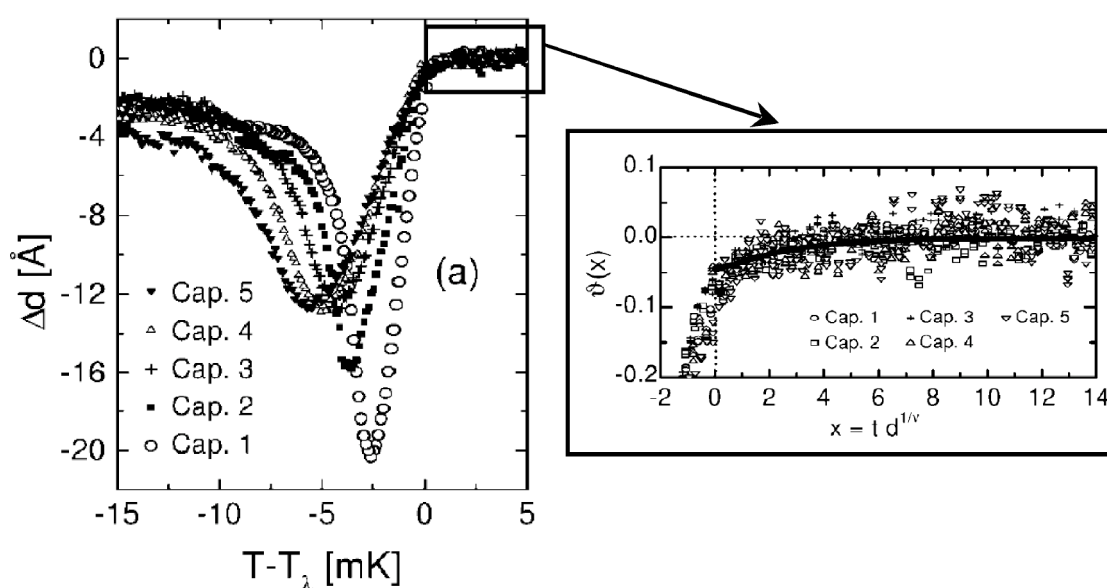 0
-4
-8
-12
-16
-20
Δd [Å]
(a)
Cap. 5
Cap. 4
Cap. 3
Cap. 2
Cap. 1
-15
-10
-5
0
5
T-Tλ [mK]
0.1
0.0
-0.1
-0.2
ϑ(x)
Cap. 1 Cap. 3 Cap. 5
Cap. 2 Cap. 4
-2 0 2 4 6 8 10 12 14
x = t d^{1/ν}